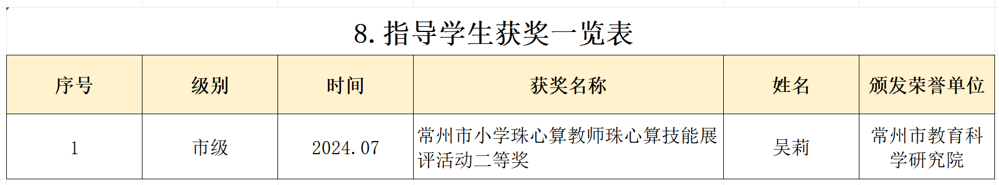 8.指导学生获奖一览表
序号 级别 时间 获奖名称 姓名 颁发荣誉单位
1 市级 2024.07 常州市小学珠心算教师珠心算技能展 吴莉 常州市教育科
评活动二等奖 学研究院